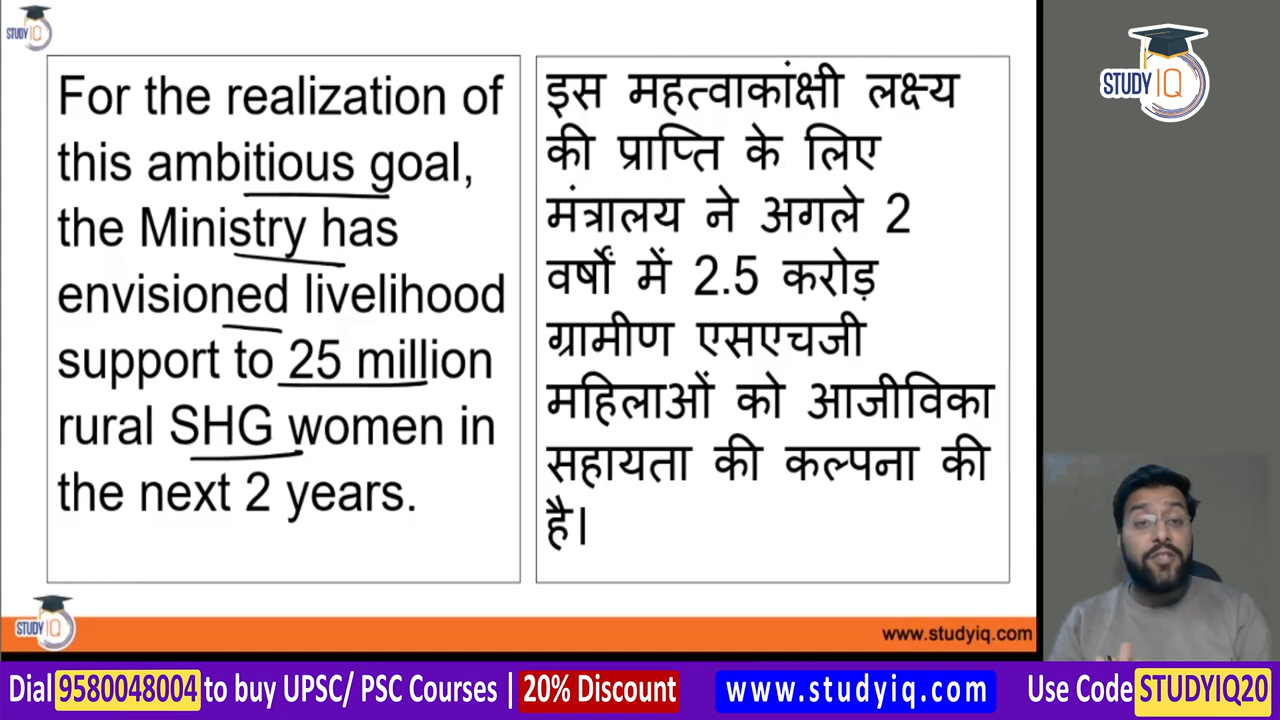 STUDY IQ
For the realization of
this ambitious goal,
the Ministry has
envisioned livelihood
support to 25 million
rural SHG women in
the next 2 years.
इस महत्वाकांक्षी लक्ष्य
की प्राप्ति के लिए
मंत्रालय ने अगले 2
वर्षों में 2.5 करोड़
ग्रामीण एसएचजी
महिलाओं को आजीविका
सहायता की कल्पना की
है।
STUDY IQ
STUDY IQ
www.studyiq.com
Dial 9580048004 to buy UPSC/ PSC Courses | 20% Discount www.studyiq.com Use Code STUDYIQ20